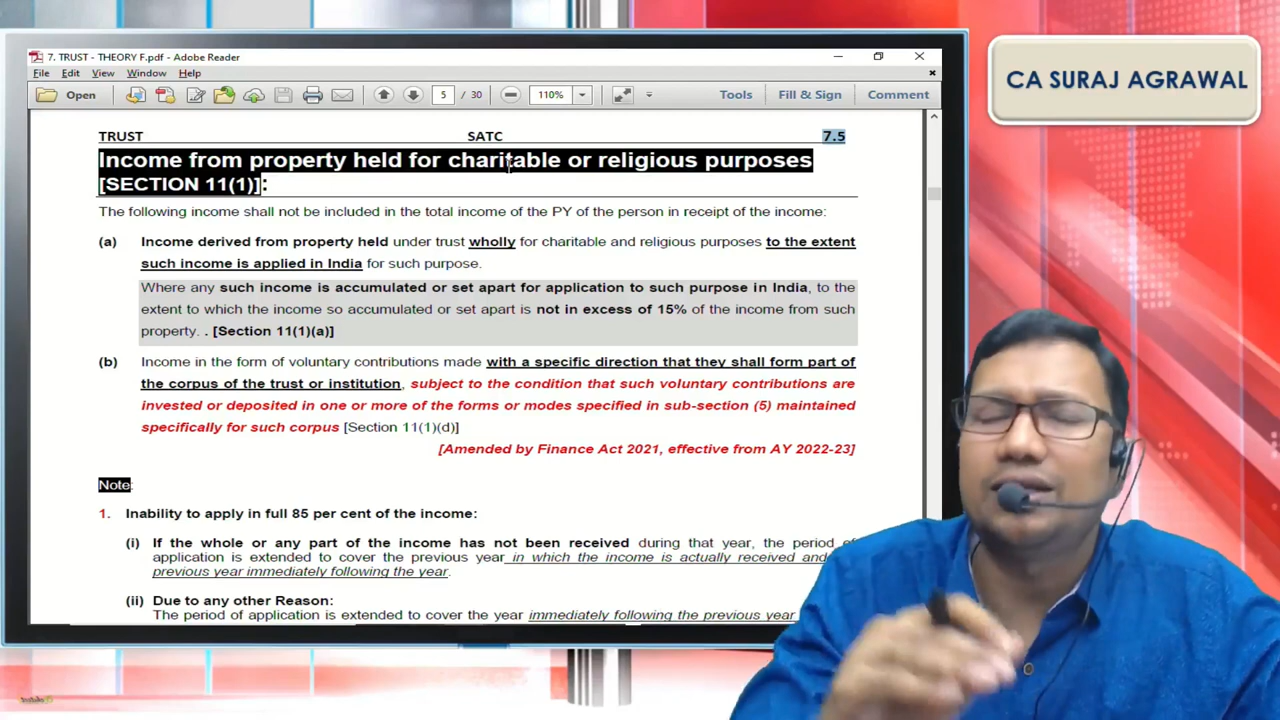 CA SURAJ AGRAWAL
7. TRUST - THEORY F.pdf - Adobe Reader
File Edit View Window Help
Open 5 / 30 110% Tools Fill & Sign Comment
TRUST SATC 7.5
Income from property held for charitable or religious purposes
[SECTION 11(1)]:
The following income shall not be included in the total income of the PY of the person in receipt of the income:
(a) Income derived from property held under trust wholly for charitable and religious purposes to the extent
such income is applied in India for such purpose.
Where any such income is accumulated or set apart for application to such purpose in India, to the
extent to which the income so accumulated or set apart is not in excess of 15% of the income from such
property. . [Section 11(1)(a)]
(b) Income in the form of voluntary contributions made with a specific direction that they shall form part of
the corpus of the trust or institution, subject to the condition that such voluntary contributions are
invested or deposited in one or more of the forms or modes specified in sub-section (5) maintained
specifically for such corpus [Section 11(1)(d)]
[Amended by Finance Act 2021, effective from AY 2022-23]
Note:
1. Inability to apply in full 85 per cent of the income:
(i) If the whole or any part of the income has not been received during that year, the period of
application is extended to cover the previous year in which the income is actually received and
previous year immediately following the year.
(ii) Due to any other Reason:
The period of application is extended to cover the year immediately following the previous year